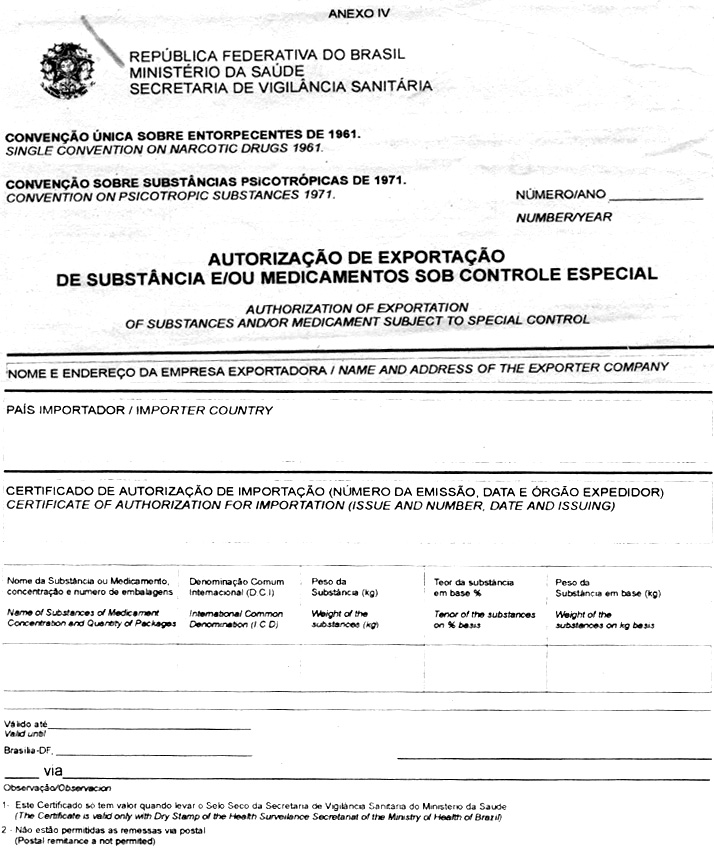 ANEXO IV
REPÚBLICA FEDERATIVA DO BRASIL
MINISTÉRIO DA SAÚDE
SECRETARIA DE VIGILÂNCIA SANITÁRIA
CONVENÇÃO ÚNICA SOBRE ENTORPECENTES DE 1961.
SINGLE CONVENTION ON NARCOTIC DRUGS 1961.
CONVENÇÃO SOBRE SUBSTÂNCIAS PSICOTRÓPICAS DE 1971.
CONVENTION ON PSICOTROPIC SUBSTANCES 1971.
NÚMERO/ANO
NUMBER/YEAR
AUTORIZAÇÃO DE EXPORTAÇÃO
DE SUBSTÂNCIA E/OU MEDICAMENTOS SOB CONTROLE ESPECIAL
AUTHORIZATION OF EXPORTATION
OF SUBSTANCES AND/OR MEDICAMENT SUBJECT TO SPECIAL CONTROL
NOME E ENDEREÇO DA EMPRESA EXPORTADORA / NAME AND ADDRESS OF THE EXPORTER COMPANY
PAÍS IMPORTADOR / IMPORTER COUNTRY
CERTIFICADO DE AUTORIZAÇÃO DE IMPORTAÇÃO (NÚMERO DA EMISSÃO, DATA E ÓRGÃO EXPEDIDOR)
CERTIFICATE OF AUTHORIZATION FOR IMPORTATION (ISSUE AND NUMBER, DATE AND ISSUING)
Nome da Substância ou Medicamento,
concentração e numero de embalagens
Name of Substances of Medicament
Concentration and Quantity of Packages
Denominação Comum
Internacional (D.C.I)
International Common
Denomination (I C D)
Peso da
Substância (kg)
Weight of the
substances (kg)
Teor da substância
em base %
Tenor of the substances
on % basis
Peso da
Substância em base (kg)
Weight of the
substances on kg basis
Válido até
Valid until
Brasilia-DF,
via
Observação/Observacion
1- Este Certificado só tem valor quando levar o Selo Seco da Secretaria de Vigilância Sanitária do Ministerio da Saude
(The Certificate is valid only with Dry Stamp of the Health Surveilance Secretariat of the Ministry of Health of Brazil)
2 - Não estão permitidas as remessas via postal
(Postal remitance a not permited)